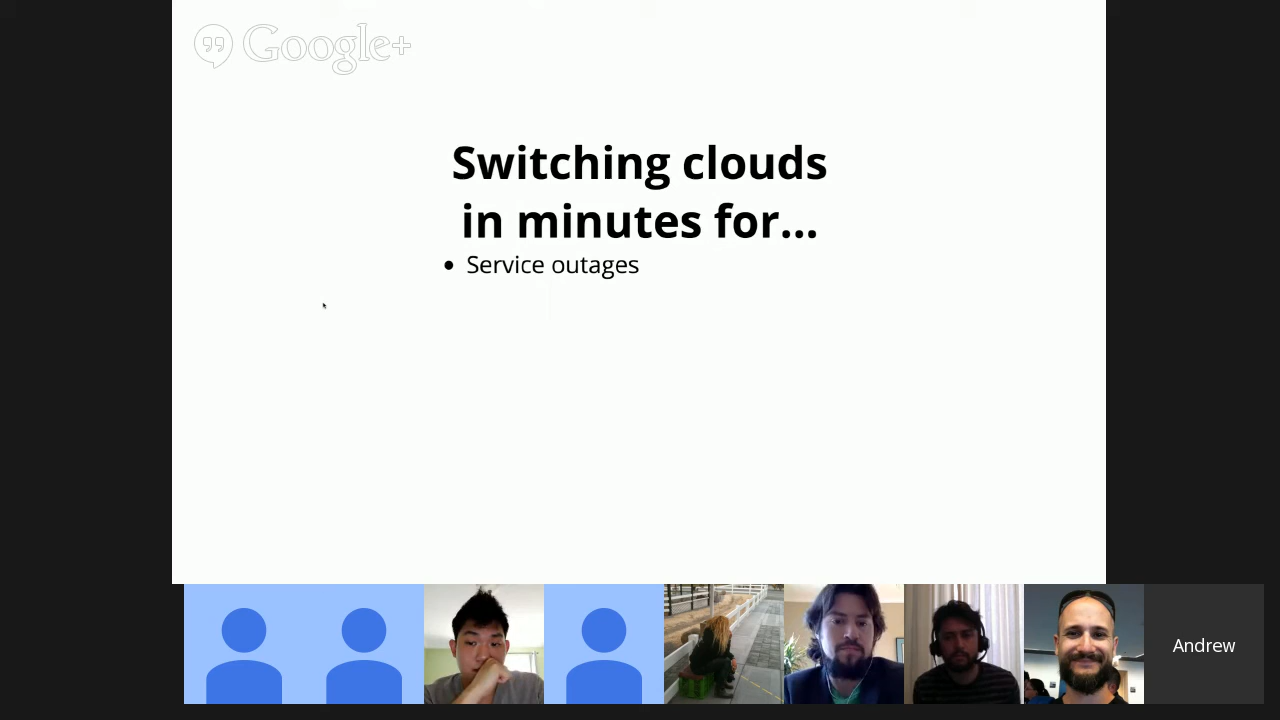 Google+
Switching clouds
in minutes for...
• Service outages
Andrew